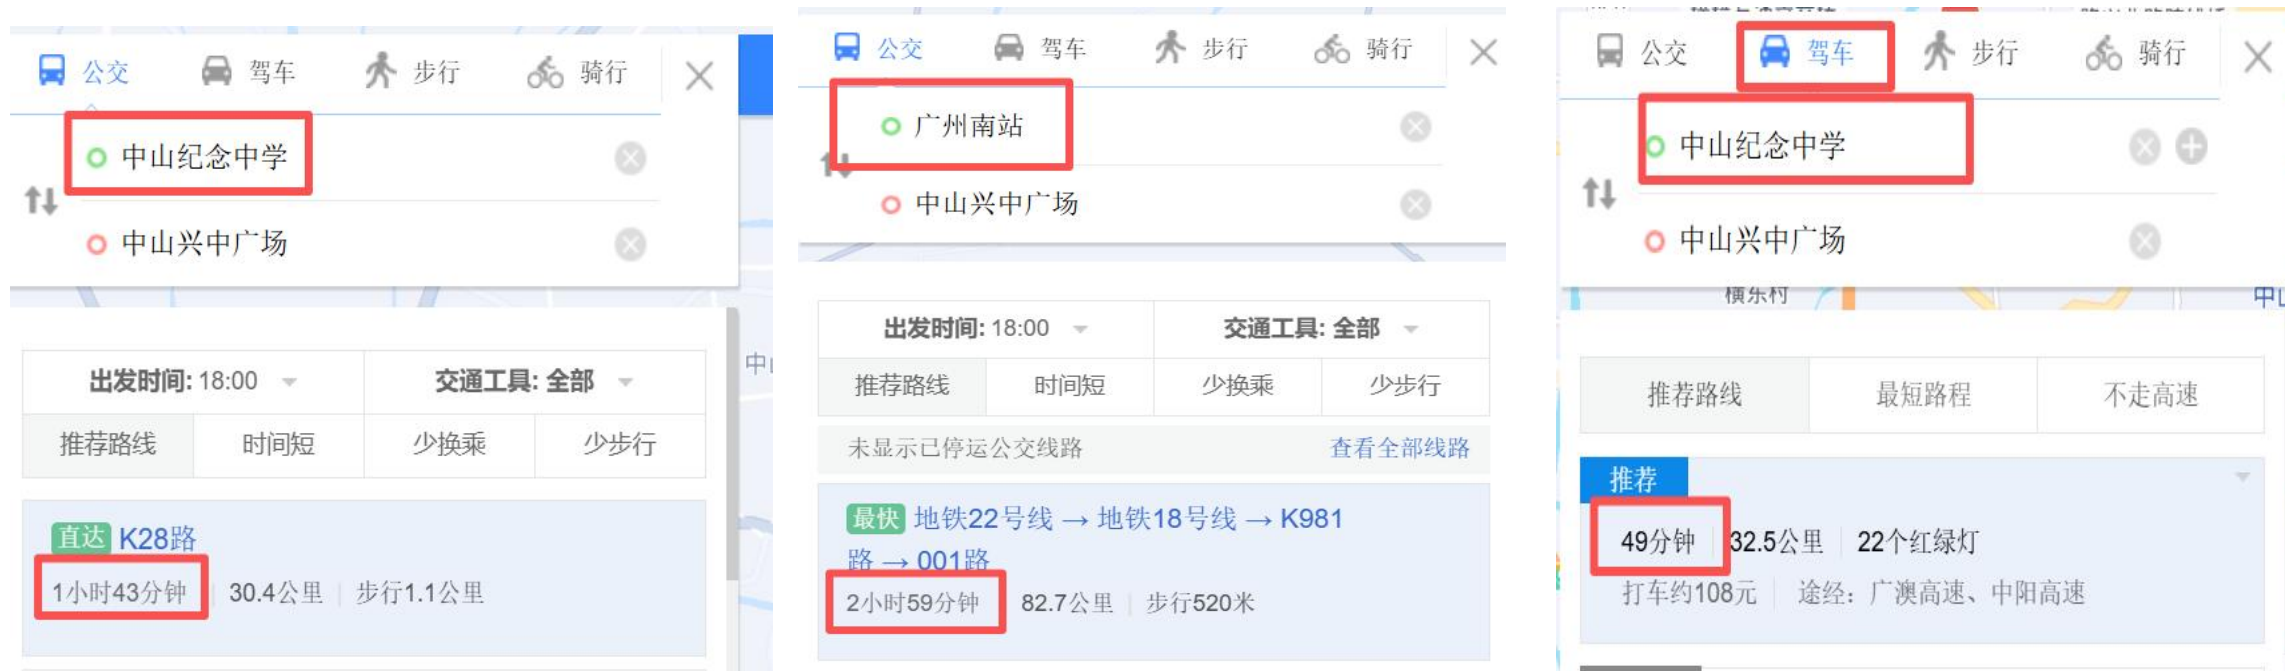 公交 驾车 步行 骑行
中山纪念中学
中山兴中广场
出发时间: 18:00 交通工具: 全部
推荐路线 时间短 少换乘 少步行
直达 K28路
1小时43分钟 30.4公里 步行1.1公里
公交 驾车 步行 骑行
广州南站
中山兴中广场
出发时间: 18:00 交通工具: 全部
推荐路线 时间短 少换乘 少步行
未显示已停运公交线路 查看全部线路
最快 地铁22号线 → 地铁18号线 → K981
路 → 001路
2小时59分钟 82.7公里 步行520米
公交 驾车 步行 骑行
中山纪念中学
中山兴中广场
横东村
推荐路线 最短路程 不走高速
推荐
49分钟 32.5公里 22个红绿灯
打车约108元 途经：广澳高速、中阳高速